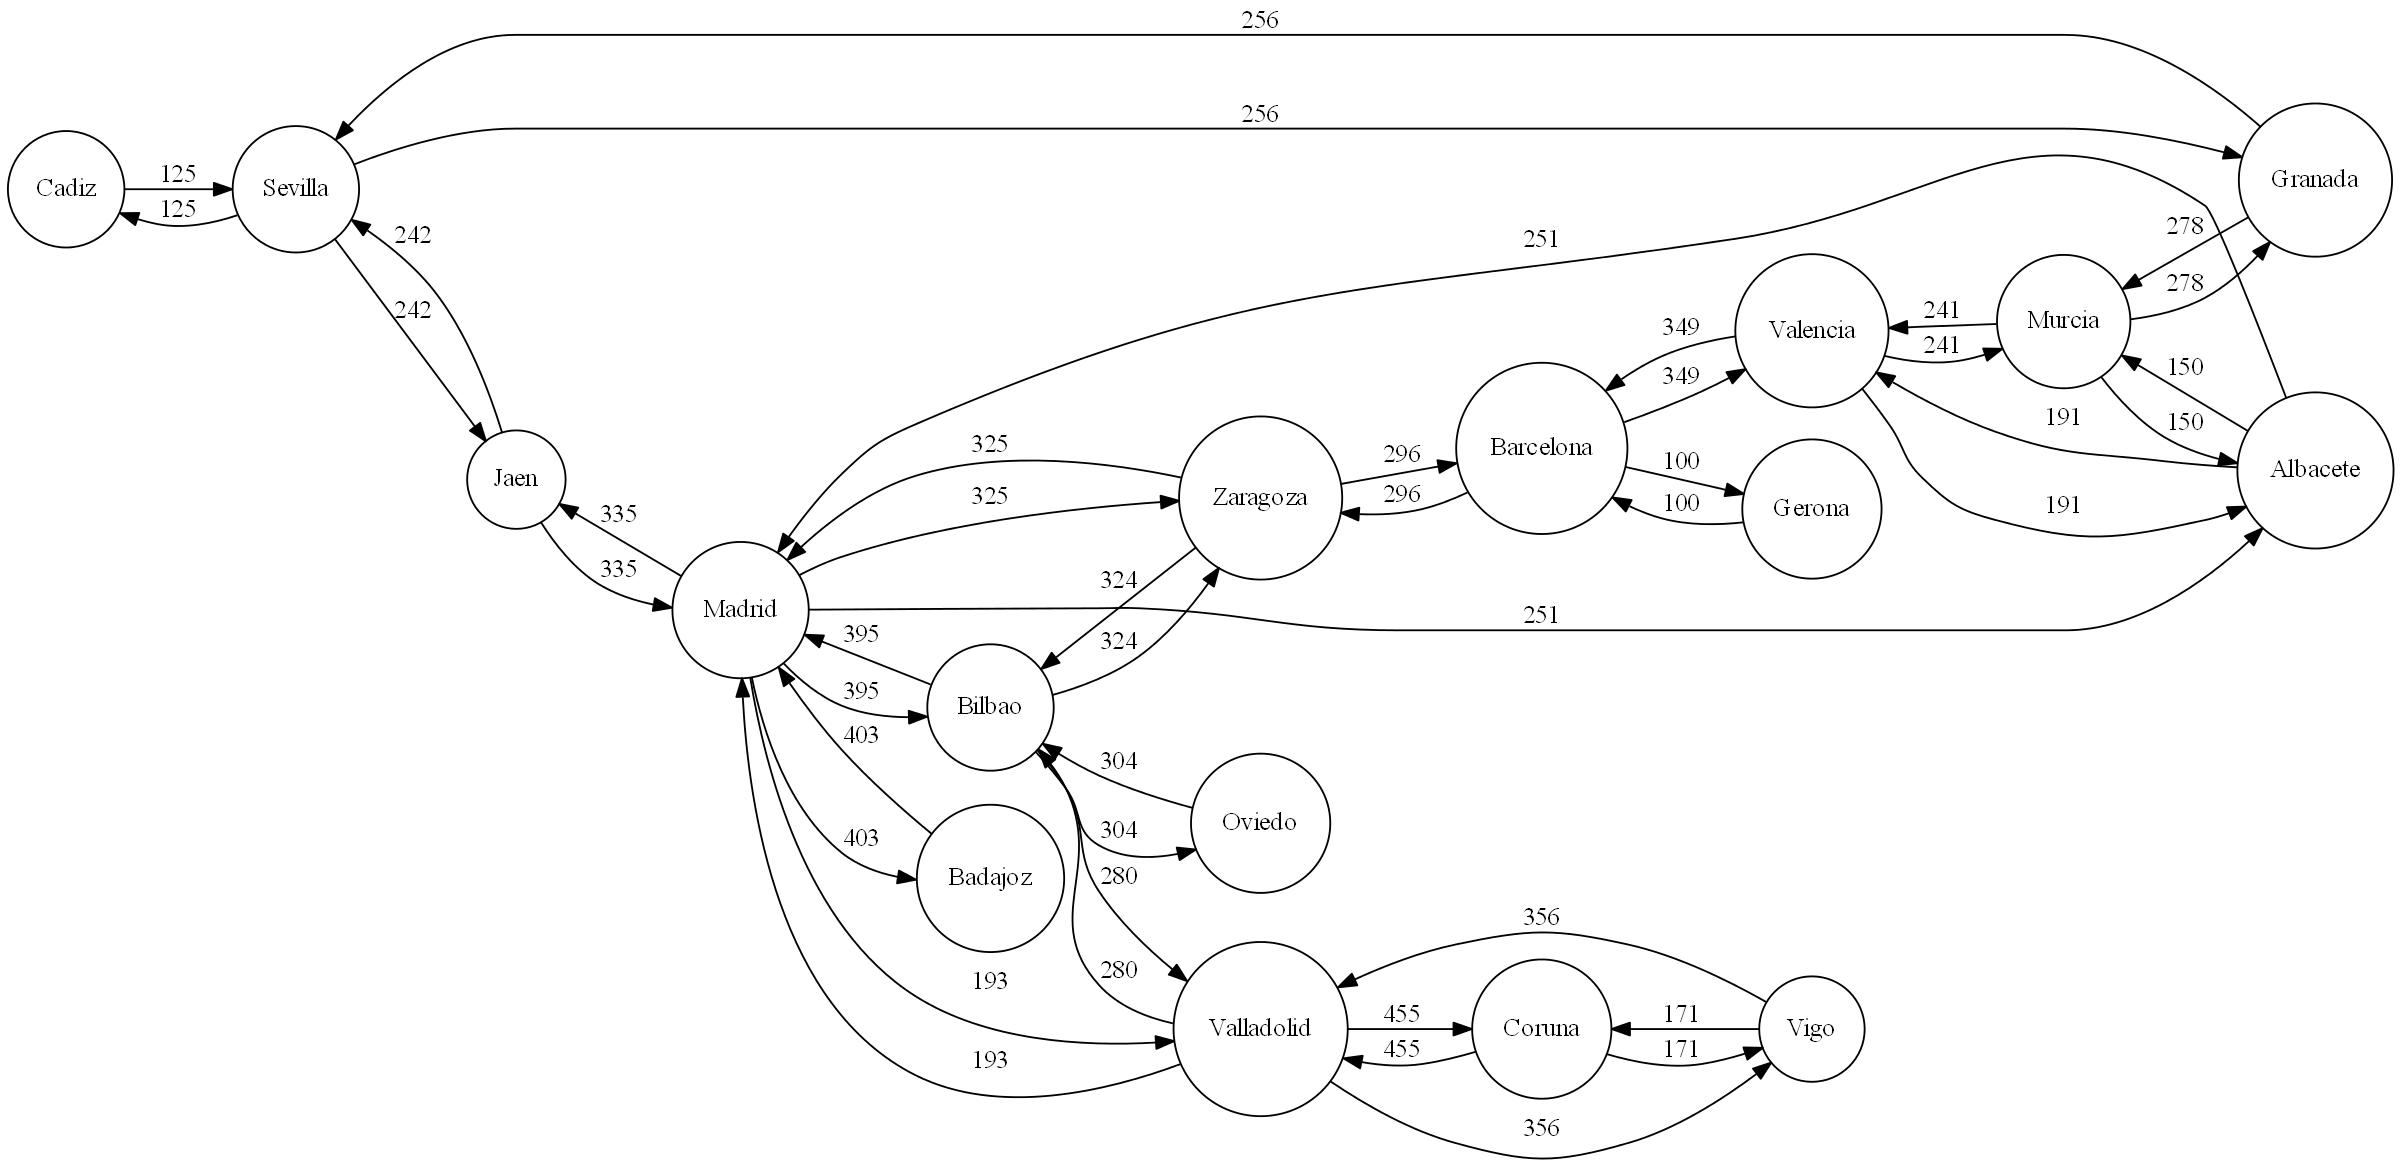 256
256
Cadiz
125
125
Sevilla
Granada
242
242
251
278
278
Valencia
241
241
Murcia
349
349
150
150
191
191
Albacete
Barcelona
100
100
Gerona
Jaen
325
325
Zaragoza
296
296
335
335
Madrid
324
324
251
395
395
Bilbao
403
403
304
304
Oviedo
Badajoz
280
280
193
193
Valladolid
356
455
455
Coruna
171
171
Vigo
356